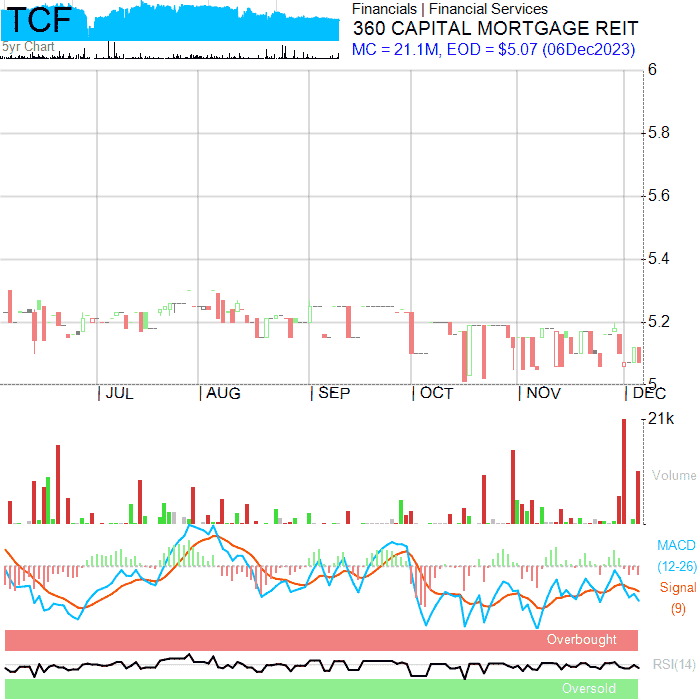 TCF
Financials | Financial Services
360 CAPITAL MORTGAGE REIT
5yr Chart
MC = 21.1M, EOD = $5.07 (06Dec2023)
6
5.8
5.6
5.4
5.2
5
JUL AUG SEP OCT NOV DEC
21k
Volume
MACD
(12-26)
Signal
(9)
Overbought
RSI(14)
Oversold